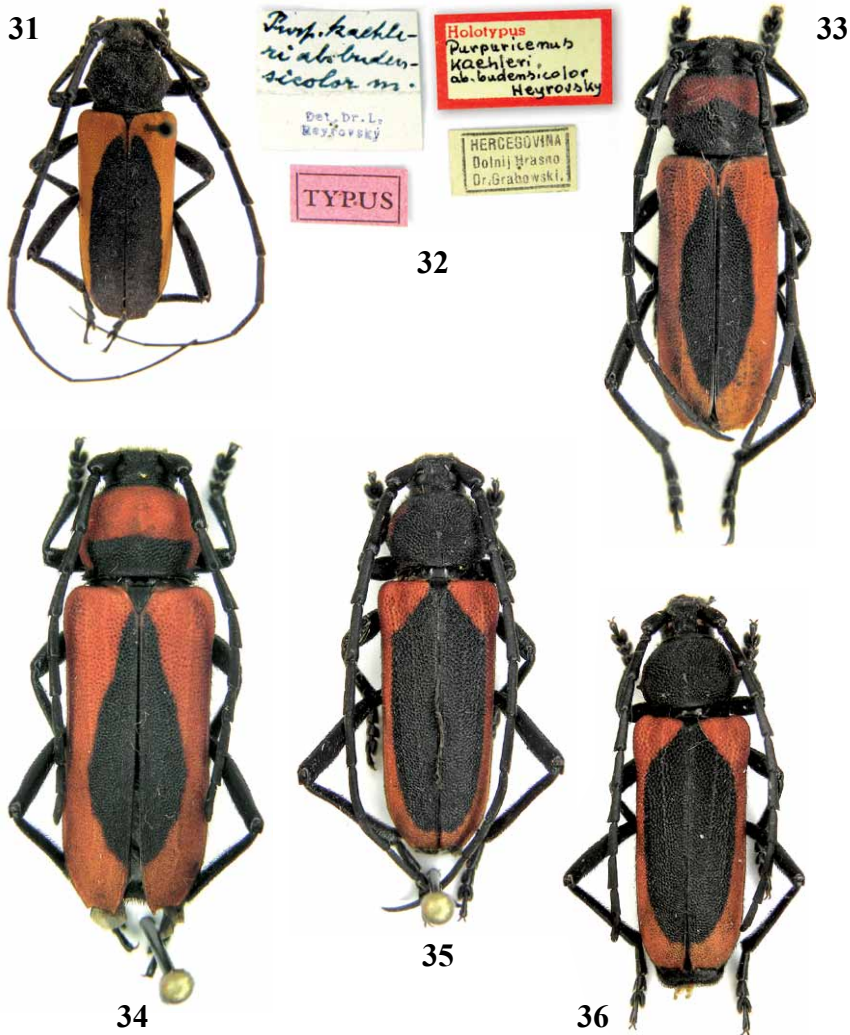 31
Purp. kaehle-
ri ab. buden-
sicolor m.
Det. Dr. L.
Heyrovský
Holotypus
Purpuricenus
kaehleri,
ab. budensicolor
Heyrovsky
33
TYPUS
HERCEGOVINA
Dolnij Hrasno
Dr. Grabowski.
32
34
35
36